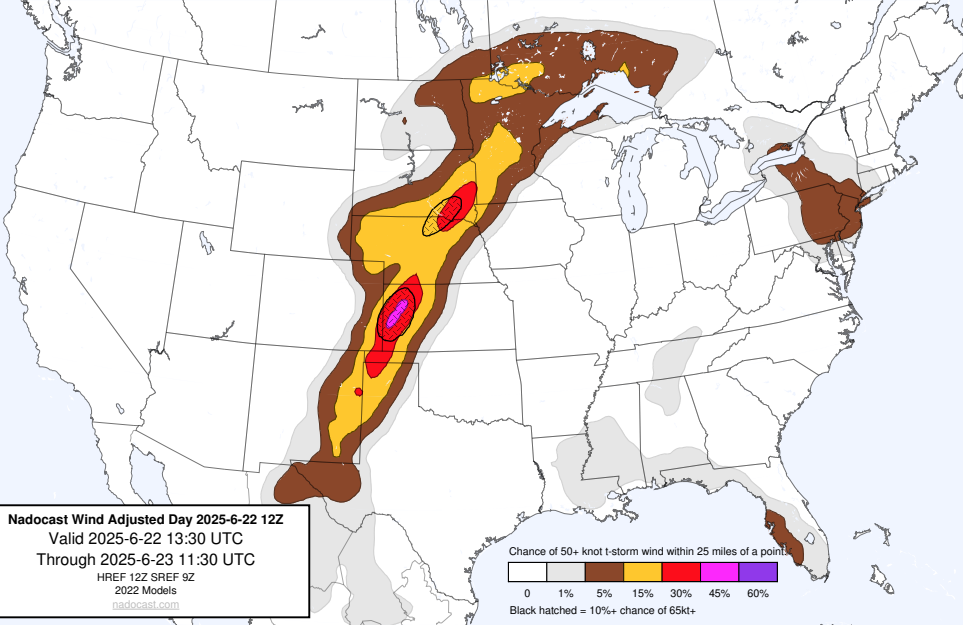 Nadocast Wind Adjusted Day 2025-6-22 12Z
Valid 2025-6-22 13:30 UTC
Through 2025-6-23 11:30 UTC
HREF 12Z SREF 9Z
2022 Models
nadocast.com
Chance of 50+ knot t-storm wind within 25 miles of a point.
0 1% 5% 15% 30% 45% 60%
Black hatched = 10%+ chance of 65kt+